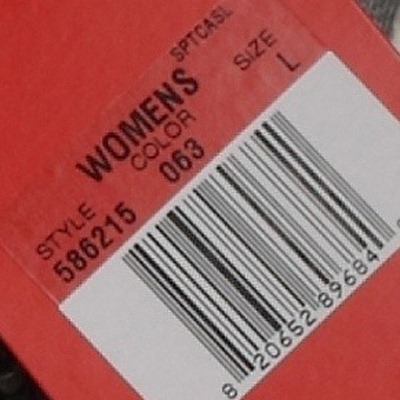 SPTCASL
WOMENS
SIZE
L
COLOR
063
STYLE
586215
8 20652 89684